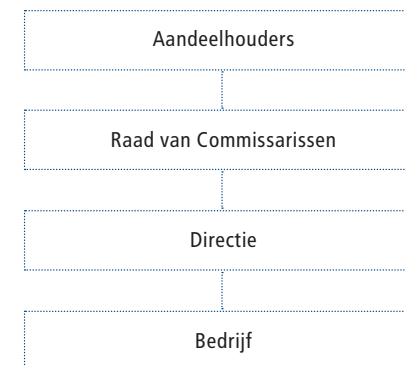 Aandeelhouders
Raad van Commissarissen
Directie
Bedrijf